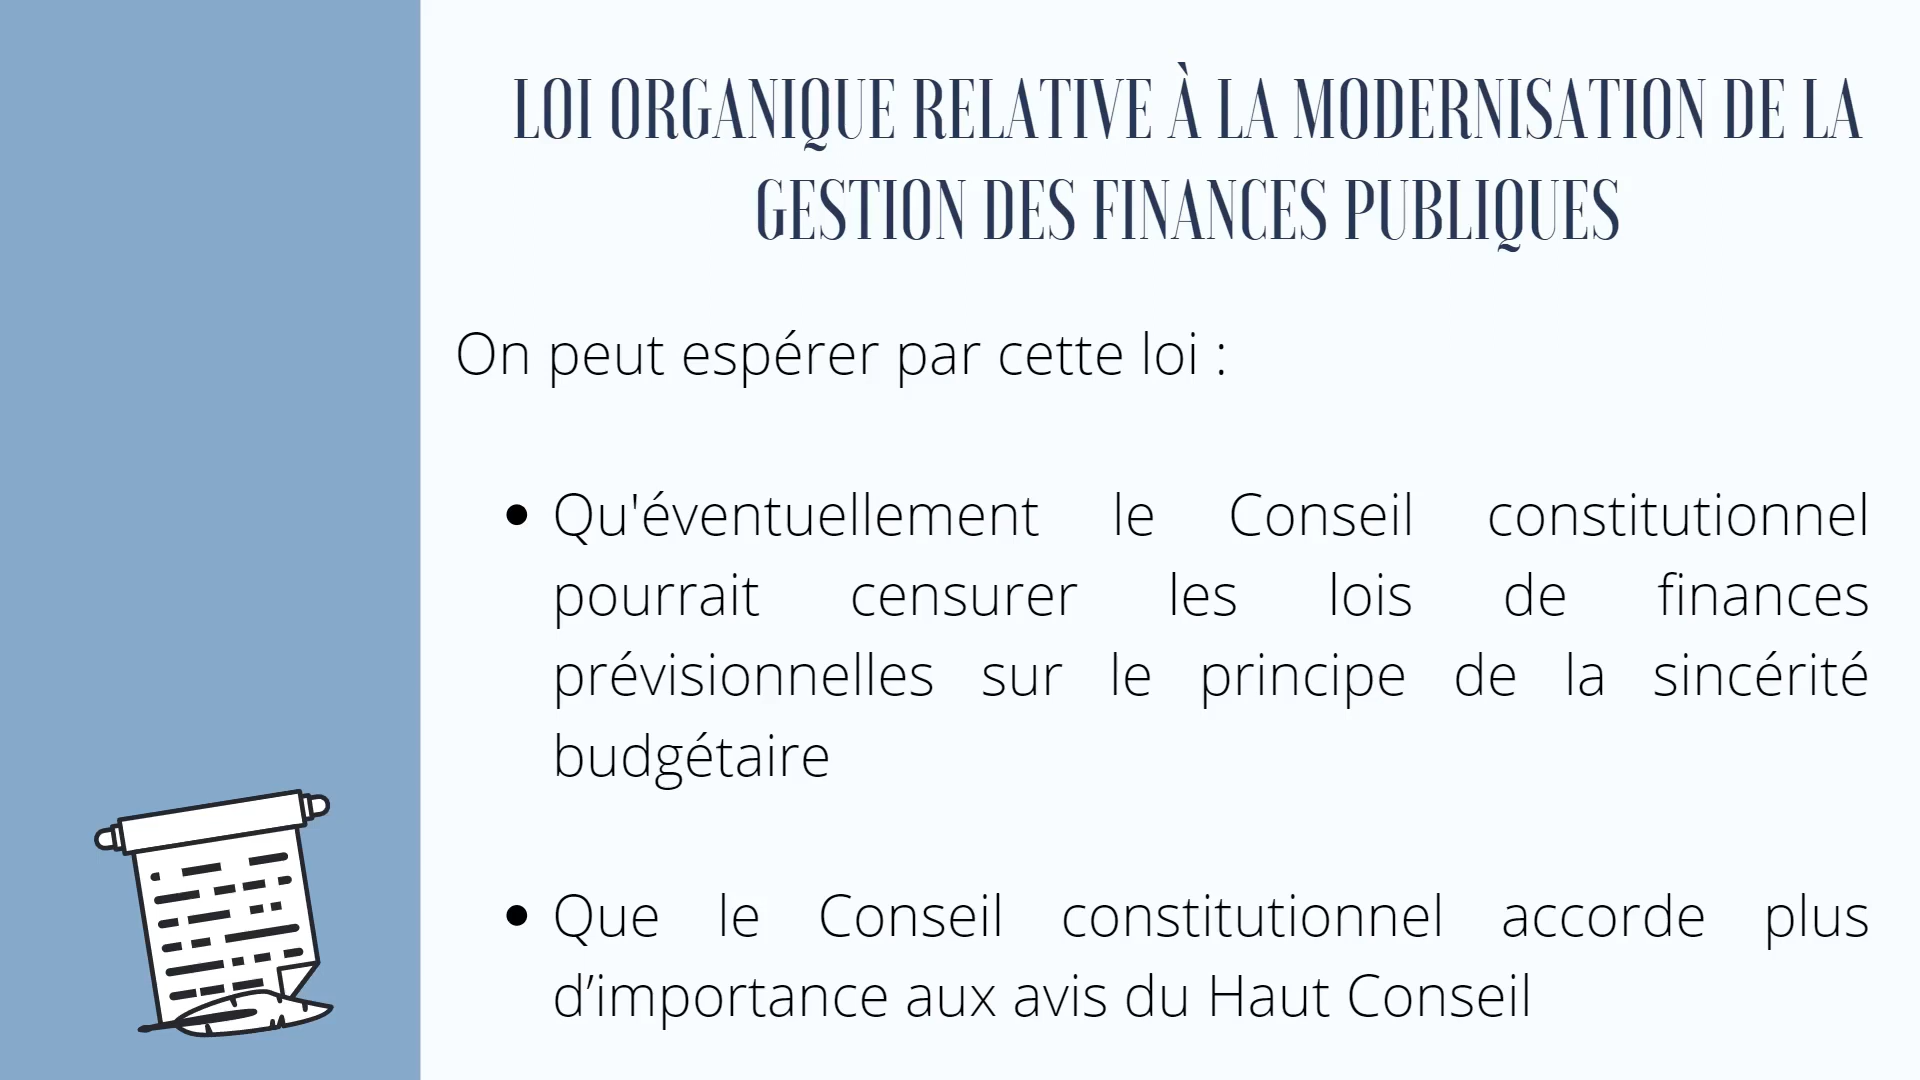 LOI ORGANIQUE RELATIVE À LA MODERNISATION DE LA
GESTION DES FINANCES PUBLIQUES
On peut espérer par cette loi :
• Qu'éventuellement le Conseil constitutionnel
pourrait censurer les lois de finances
prévisionnelles sur le principe de la sincérité
budgétaire
• Que le Conseil constitutionnel accorde plus
d’importance aux avis du Haut Conseil